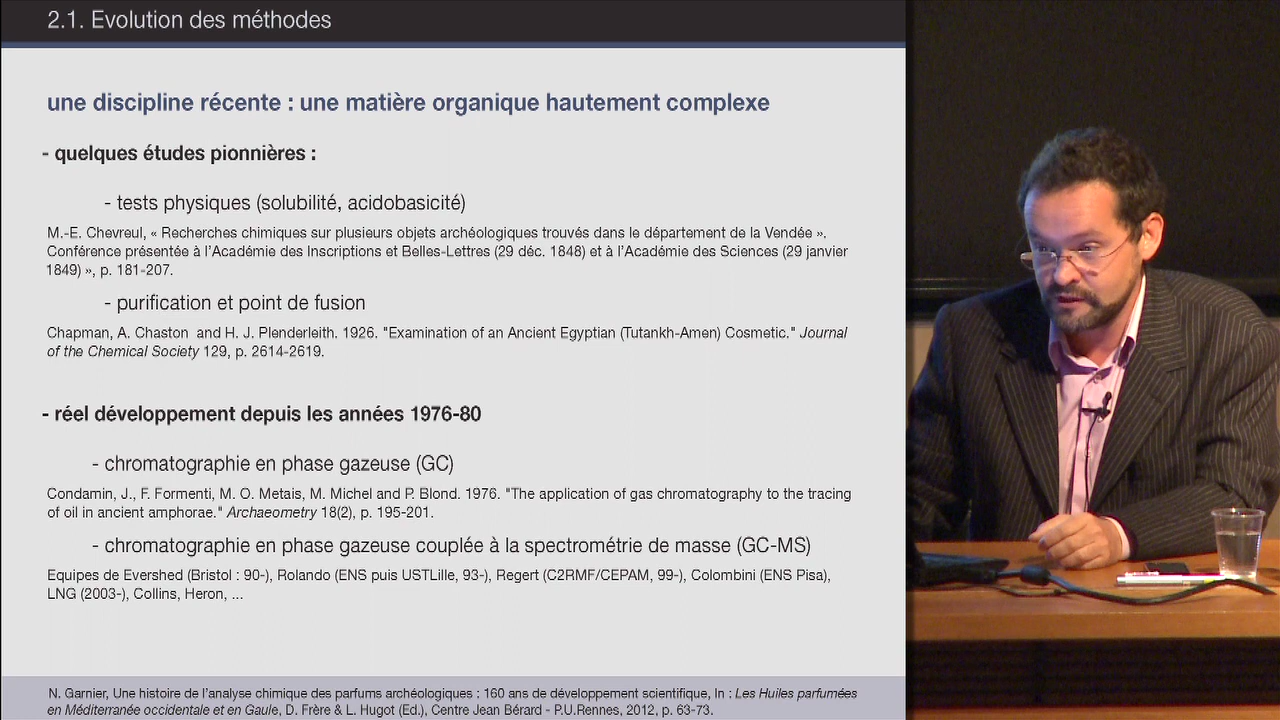 2.1. Evolution des méthodes
une discipline récente : une matière organique hautement complexe
- quelques études pionnières :
- tests physiques (solubilité, acidobasicité)
M.-E. Chevreul, « Recherches chimiques sur plusieurs objets archéologiques trouvés dans le département de la Vendée ».
Conférence présentée à l'Académie des Inscriptions et Belles-Lettres (29 déc. 1848) et à l'Académie des Sciences (29 janvier
1849) », p. 181-207.
- purification et point de fusion
Chapman, A. Chaston and H. J. Plenderleith. 1926. "Examination of an Ancient Egyptian (Tutankh-Amen) Cosmetic." Journal
of the Chemical Society 129, p. 2614-2619.
- réel développement depuis les années 1976-80
- chromatographie en phase gazeuse (GC)
Condamin, J., F. Formenti, M. O. Metais, M. Michel and P. Blond. 1976. "The application of gas chromatography to the tracing
of oil in ancient amphorae." Archaeometry 18(2), p. 195-201.
- chromatographie en phase gazeuse couplée à la spectrométrie de masse (GC-MS)
Equipes de Evershed (Bristol : 90-), Rolando (ENS puis USTLille, 93-), Regert (C2RMF/CEPAM, 99-), Colombini (ENS Pisa),
LNG (2003-), Collins, Heron, ...
N. Garnier, Une histoire de l'analyse chimique des parfums archéologiques : 160 ans de développement scientifique, In : Les Huiles parfumées
en Méditerranée occidentale et en Gaule, D. Frère & L. Hugot (Ed.), Centre Jean Bérard - P.U.Rennes, 2012, p. 63-73.